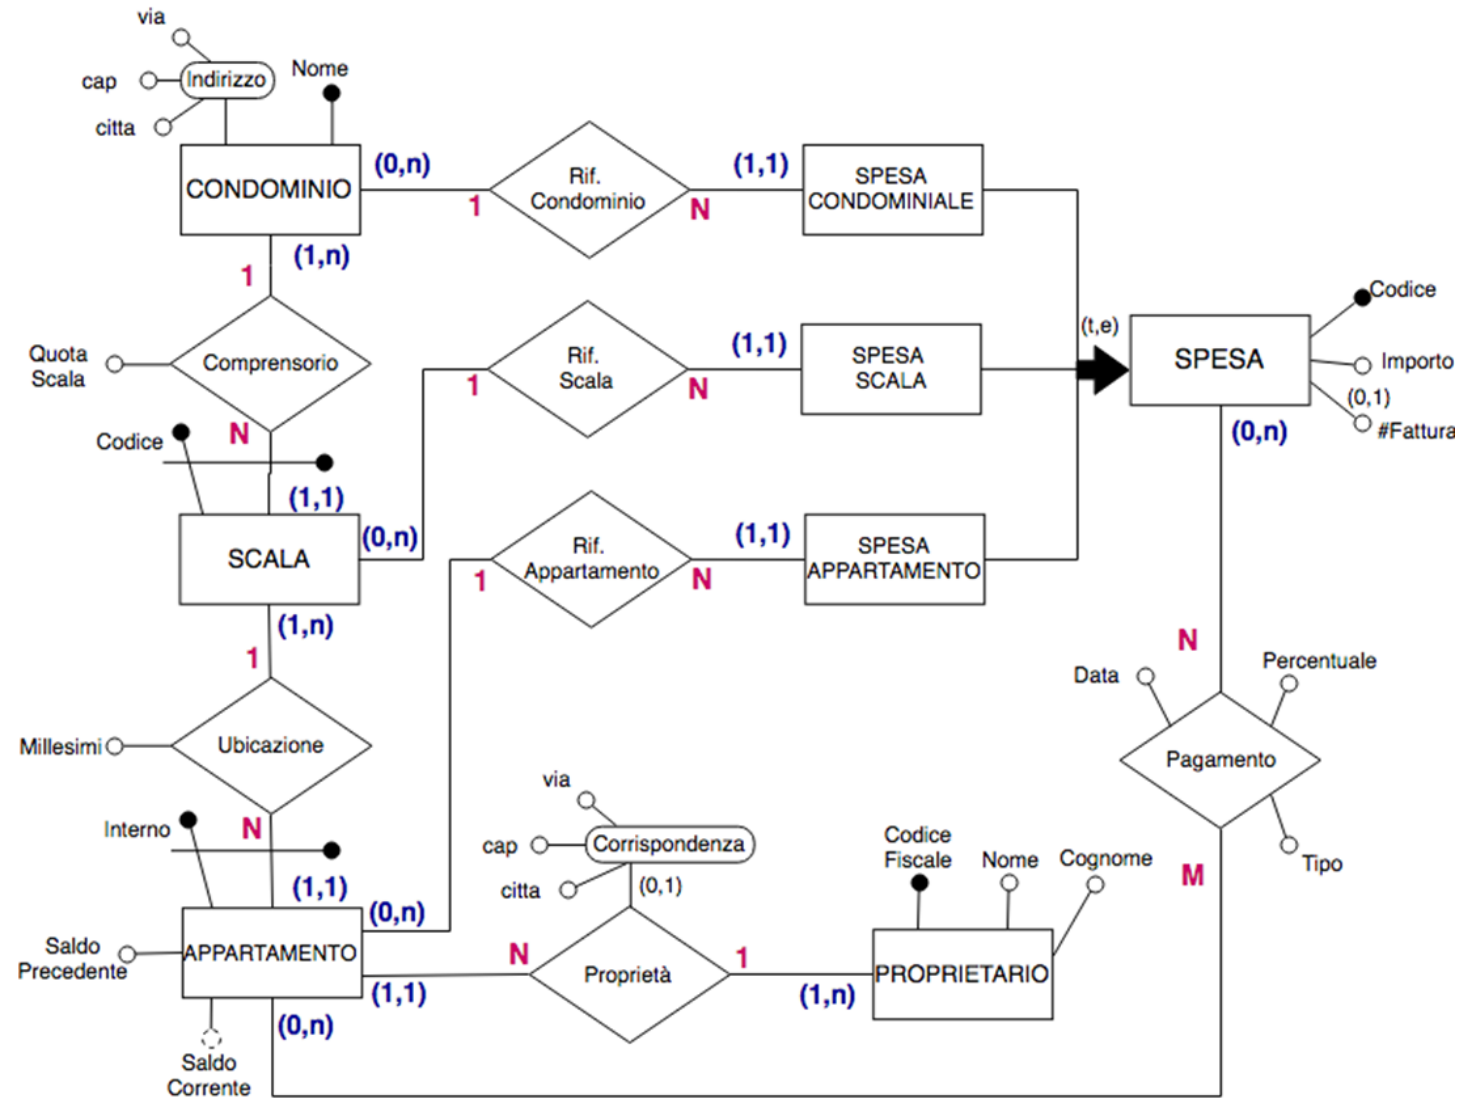 via
cap
Indirizzo
Nome
citta
CONDOMINIO
(0,n)
1
Rif.
Condominio
(1,1)
N
SPESA
CONDOMINIALE
(1,n)
1
Quota
Scala
Comprensorio
N
Rif.
Scala
1
(1,1)
N
SPESA
SCALA
(t,e)
SPESA
Codice
Importo
(0,1)
#Fattura
(0,n)
Codice
(1,1)
SCALA
(0,n)
1
Rif.
Appartamento
(1,1)
N
SPESA
APPARTAMENTO
(1,n)
1
Millesimi
Ubicazione
N
Interno
(1,1)
(0,n)
Saldo
Precedente
APPARTAMENTO
(1,1)
(0,n)
Saldo
Corrente
via
cap
Corrispondenza
citta
(0,1)
N
Proprietà
1
(1,n)
Codice
Fiscale
Nome
Cognome
PROPRIETARIO
N
Data
Percentuale
Pagamento
Tipo
M